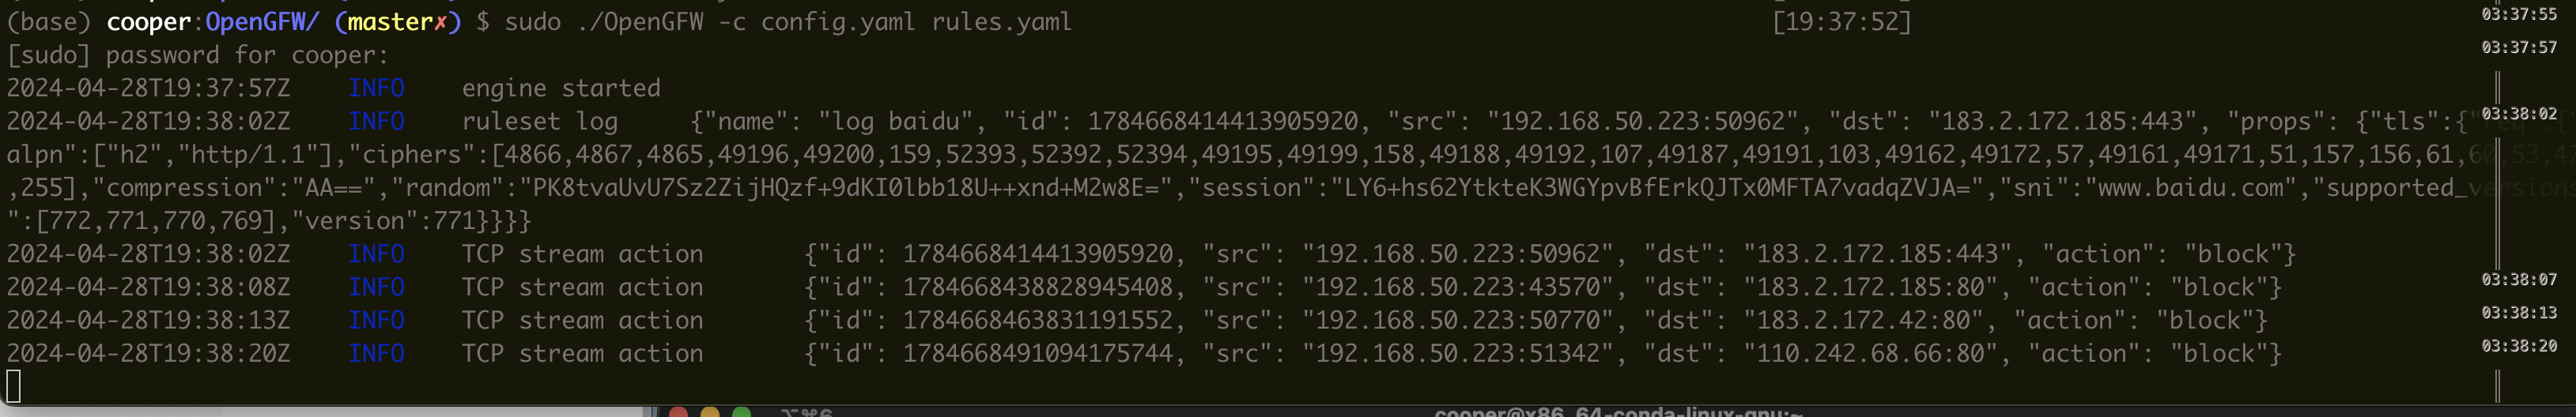 (base) cooper:OpenGFW/ (master✗) $ sudo ./OpenGFW -c config.yaml rules.yaml [19:37:52] 03:37:55
[sudo] password for cooper: 03:37:57
2024-04-28T19:37:57Z INFO engine started
2024-04-28T19:38:02Z INFO ruleset log {"name": "log baidu", "id": 1784668414413905920, "src": "192.168.50.223:50962", "dst": "183.2.172.185:443", "props": {"tls":{ 03:38:02
alpn":["h2","http/1.1"],"ciphers":[4866,4867,4865,49196,49200,159,52393,52392,52394,49195,49199,158,49188,49192,107,49187,49191,103,49162,49172,57,49161,49171,51,157,156,61,60,53,47
,255],"compression":"AA==","random":"PK8tvaUvU7Sz2ZijHQzf+9dKI0lbb18U++xnd+M2w8E=","session":"LY6+hs62YtkteK3WGYpvBfErkQJTx0MFTA7vadqZVJA=","sni":"www.baidu.com","supported_versions
":[772,771,770,769],"version":771}}}}
2024-04-28T19:38:02Z INFO TCP stream action {"id": 1784668414413905920, "src": "192.168.50.223:50962", "dst": "183.2.172.185:443", "action": "block"}
2024-04-28T19:38:08Z INFO TCP stream action {"id": 1784668438828945408, "src": "192.168.50.223:43570", "dst": "183.2.172.185:80", "action": "block"} 03:38:07
2024-04-28T19:38:13Z INFO TCP stream action {"id": 1784668463831191552, "src": "192.168.50.223:50770", "dst": "183.2.172.42:80", "action": "block"} 03:38:13
2024-04-28T19:38:20Z INFO TCP stream action {"id": 1784668491094175744, "src": "192.168.50.223:51342", "dst": "110.242.68.66:80", "action": "block"} 03:38:20
⌥⌘6 cooper@x86_64-conda-linux-gnu:~